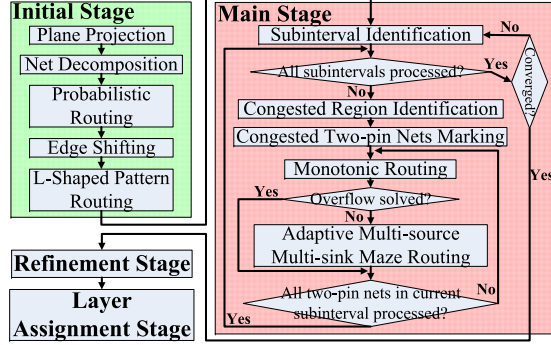 Initial Stage
Plane Projection
Net Decomposition
Probabilistic
Routing
Edge Shifting
L-Shaped Pattern
Routing
Refinement Stage
Layer
Assignment Stage
Main Stage
No
Subinterval Identification
Yes
All subintervals processed?
Converged?
No
Congested Region Identification
Congested Two-pin Nets Marking
Monotonic Routing
Yes
Yes
Overflow solved?
No
Adaptive Multi-source
Multi-sink Maze Routing
All two-pin nets in current
subinterval processed?
No
Yes